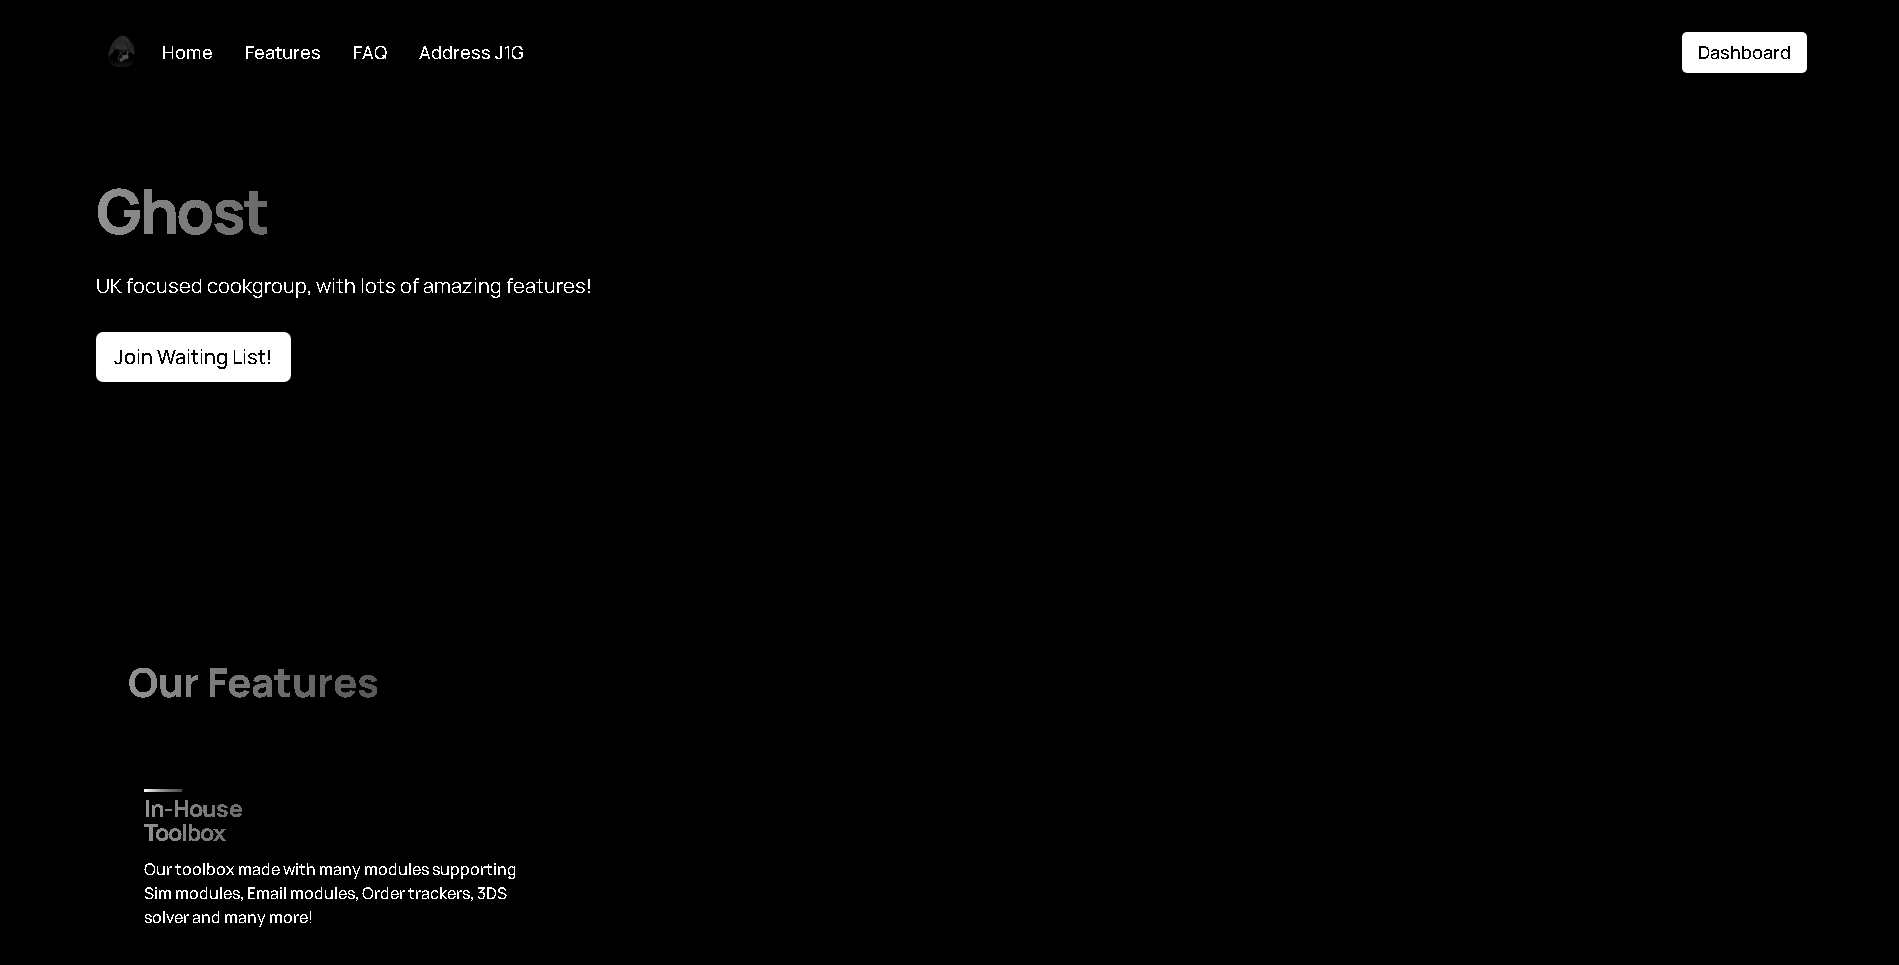 Home
Features
FAQ
Address J1G
Dashboard
Ghost
UK focused cookgroup, with lots of amazing features!
Join Waiting List!
Our Features
In-House
Toolbox
Our toolbox made with many modules supporting
Sim modules, Email modules, Order trackers, 3DS
solver and many more!